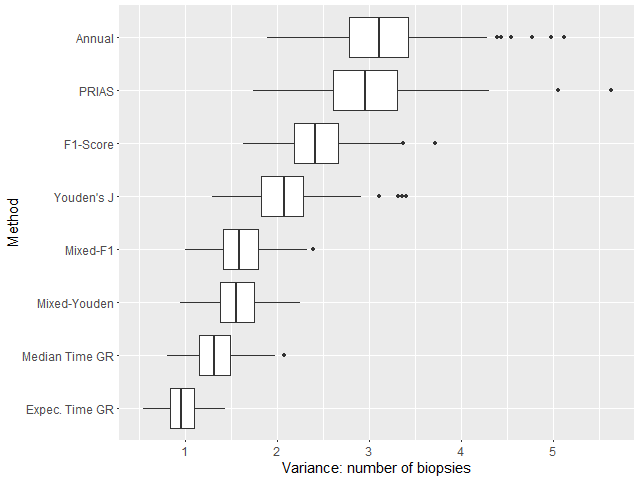 Annual
PRIAS
F1-Score
Youden's J
Mixed-F1
Mixed-Youden
Median Time GR
Expec. Time GR
Method
1 2 3 4 5
Variance: number of biopsies